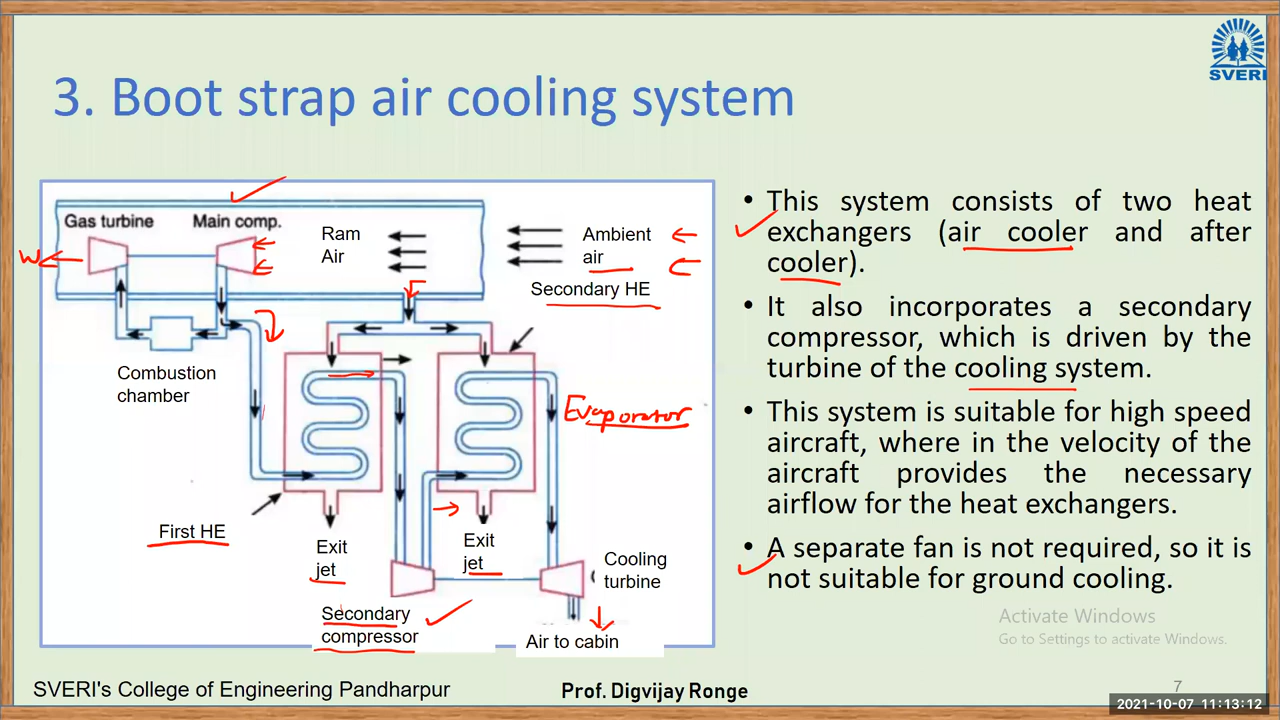 SVERI
3. Boot strap air cooling system
Gas turbine
Main comp.
Ram
Air
Ambient
air
Secondary HE
W
Combustion
chamber
Evaporator
First HE
Exit
jet
Exit
jet
Cooling
turbine
Secondary
compressor
Air to cabin
• This system consists of two heat
exchangers (air cooler and after
cooler).
• It also incorporates a secondary
compressor, which is driven by the
turbine of the cooling system.
• This system is suitable for high speed
aircraft, where in the velocity of the
aircraft provides the necessary
airflow for the heat exchangers.
• A separate fan is not required, so it is
not suitable for ground cooling.
Activate Windows
Go to Settings to activate Windows.
SVERI's College of Engineering Pandharpur
Prof. Digvijay Ronge
7
2021-10-07 11:13:12